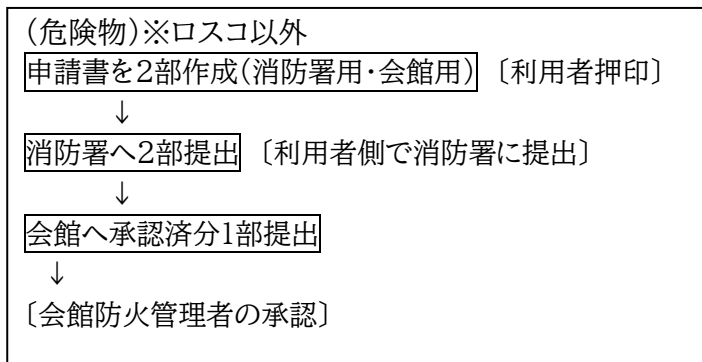 (危険物)※ロスコ以外
申請書を2部作成(消防署用・会館用) 〔利用者押印〕
↓
消防署へ2部提出 〔利用者側で消防署に提出〕
↓
会館へ承認済分1部提出
↓
〔会館防火管理者の承認〕